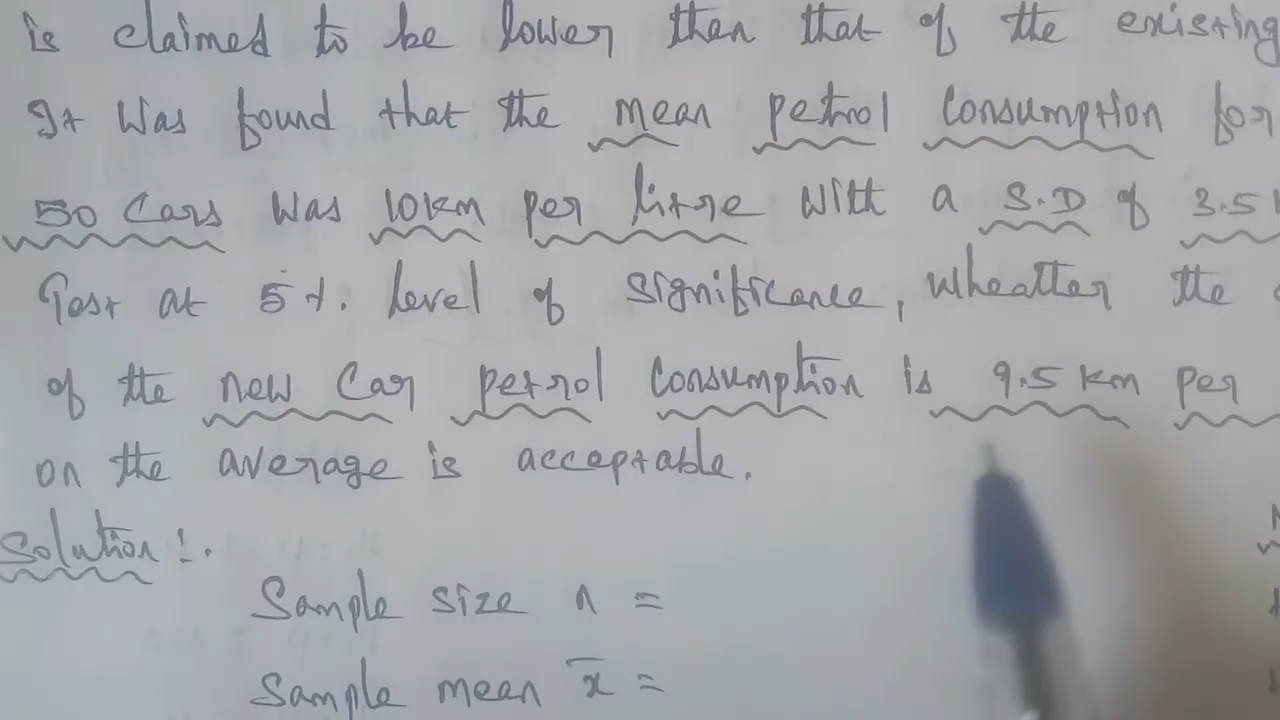 is claimed to be lower then that of the existing
It was found that the mean petrol consumption for
50 Cars was 10km per litre with a S.D of 3.5
Test at 5%. level of significance, wheatter the
of the new car petrol consumption is 9.5 km per
on the average is acceptable.
Solution:.
Sample size n =
Sample mean x̄ =